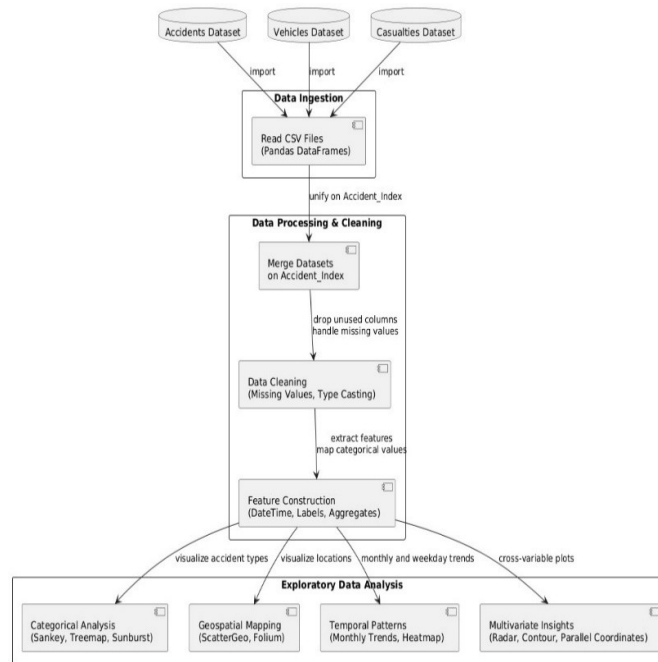 Accidents Dataset
Vehicles Dataset
Casualties Dataset
import
import
import
Data Ingestion
Read CSV Files
(Pandas DataFrames)
unify on Accident_Index
Data Processing & Cleaning
Merge Datasets
on Accident_Index
drop unused columns
handle missing values
Data Cleaning
(Missing Values, Type Casting)
extract features
map categorical values
Feature Construction
(DateTime, Labels, Aggregates)
visualize accident types
visualize locations
monthly and weekday trends
cross-variable plots
Exploratory Data Analysis
Categorical Analysis
(Sankey, Treemap, Sunburst)
Geospatial Mapping
(ScatterGeo, Folium)
Temporal Patterns
(Monthly Trends, Heatmap)
Multivariate Insights
(Radar, Contour, Parallel Coordinates)